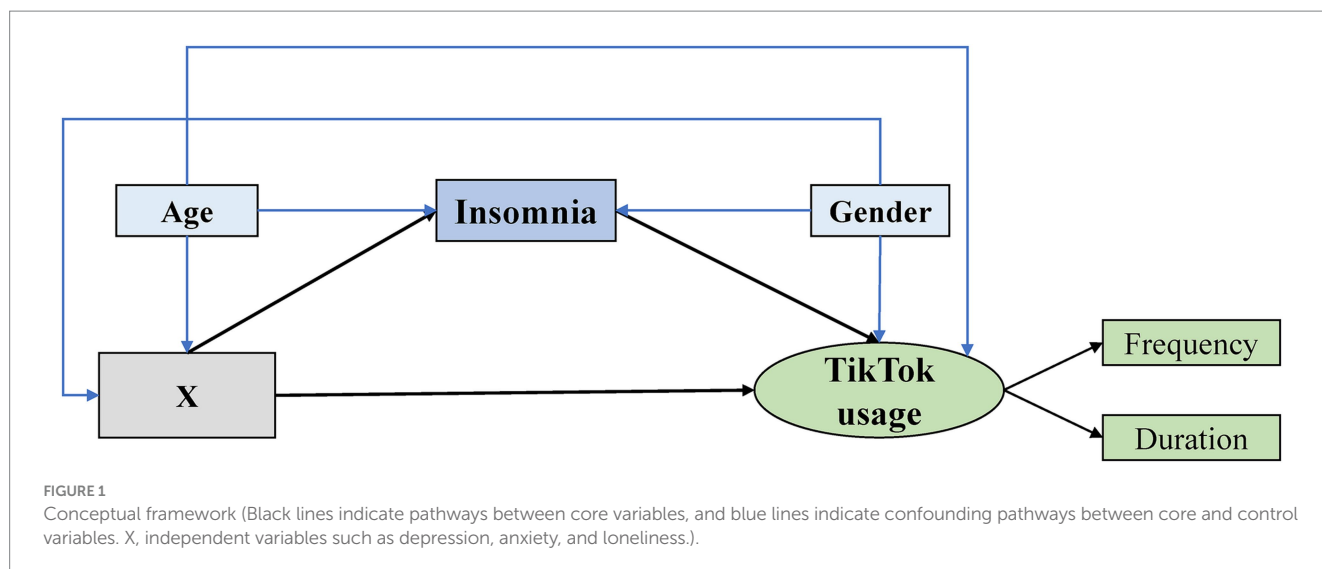 Age
Insomnia
Gender
X
TikTok
usage
Frequency
Duration
FIGURE 1
Conceptual framework (Black lines indicate pathways between core variables, and blue lines indicate confounding pathways between core and control
variables. X, independent variables such as depression, anxiety, and loneliness.).